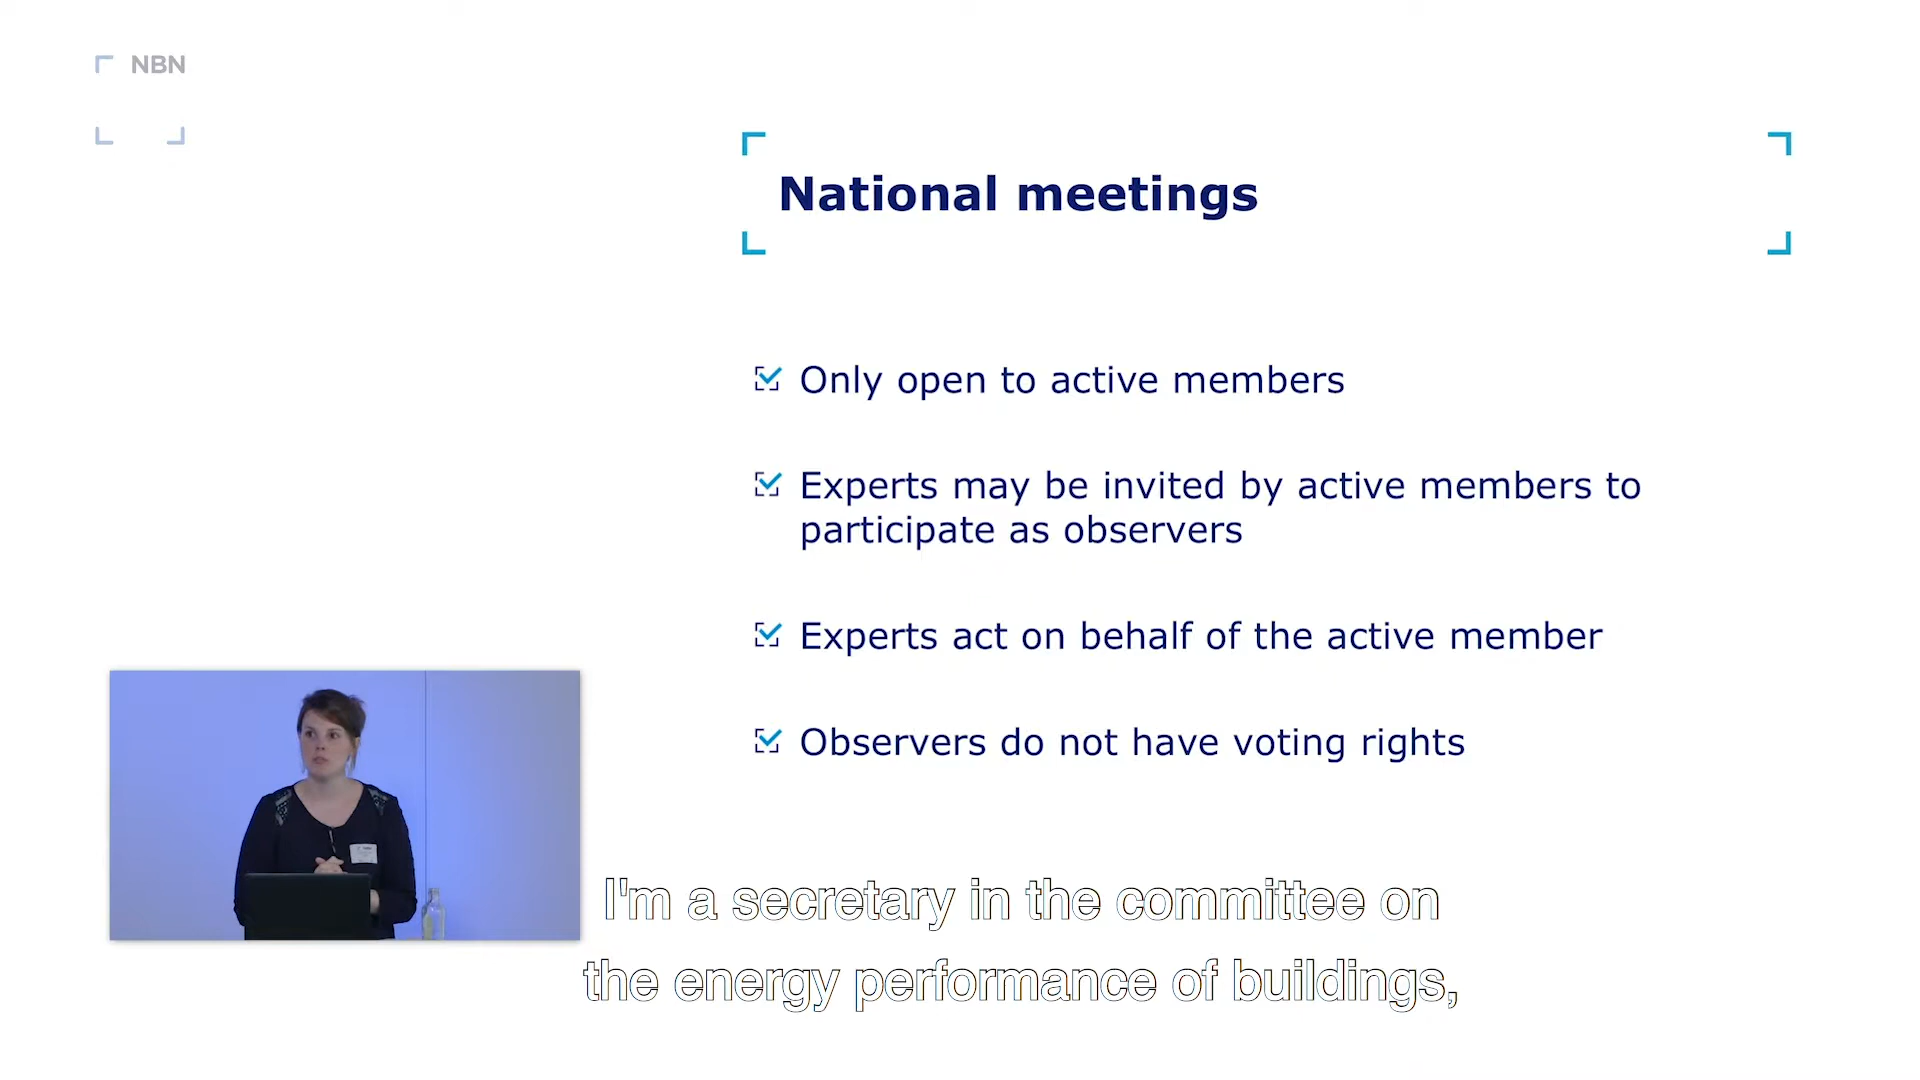 NBN
National meetings
Only open to active members
Experts may be invited by active members to
participate as observers
Experts act on behalf of the active member
Observers do not have voting rights
I'm a secretary in the committee on
the energy performance of buildings,